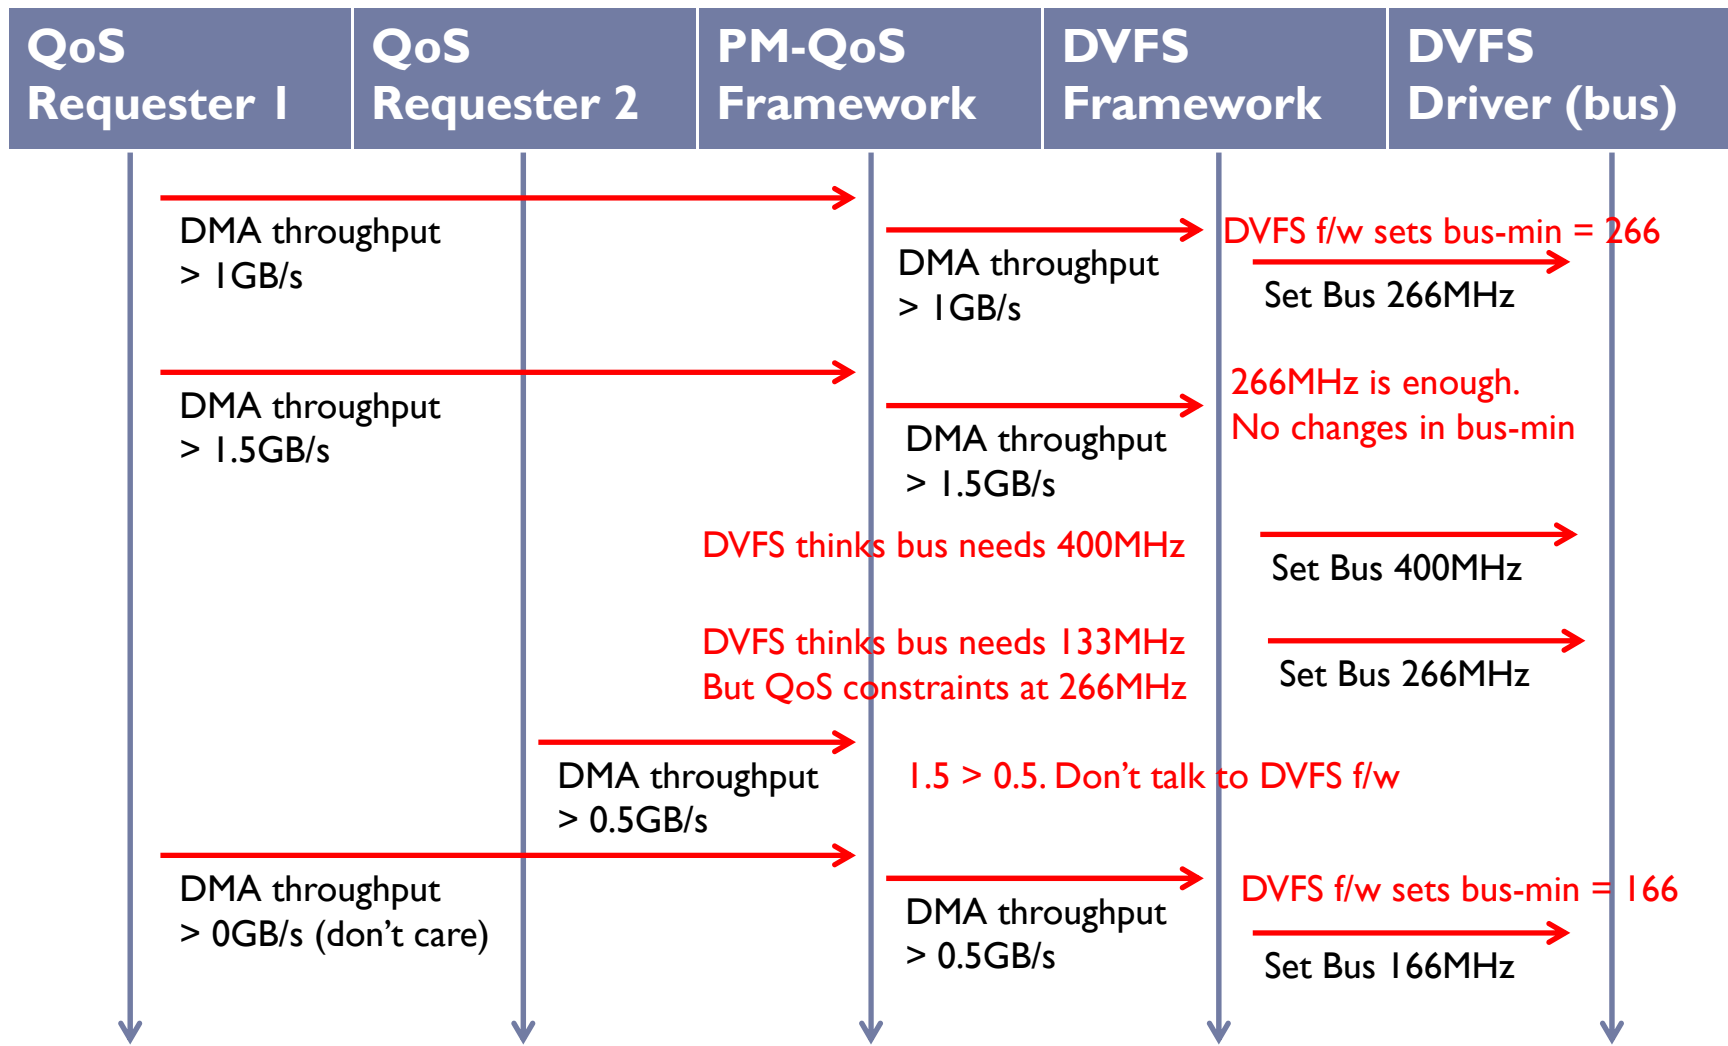 QoS
Requester 1
QoS
Requester 2
PM-QoS
Framework
DVFS
Framework
DVFS
Driver (bus)
DMA throughput
> 1GB/s
DMA throughput
> 1GB/s
DVFS f/w sets bus-min = 266
Set Bus 266MHz
DMA throughput
> 1.5GB/s
DMA throughput
> 1.5GB/s
266MHz is enough.
No changes in bus-min
DVFS thinks bus needs 400MHz
Set Bus 400MHz
DVFS thinks bus needs 133MHz
But QoS constraints at 266MHz
Set Bus 266MHz
DMA throughput
> 0.5GB/s
1.5 > 0.5. Don’t talk to DVFS f/w
DMA throughput
> 0GB/s (don’t care)
DMA throughput
> 0.5GB/s
DVFS f/w sets bus-min = 166
Set Bus 166MHz